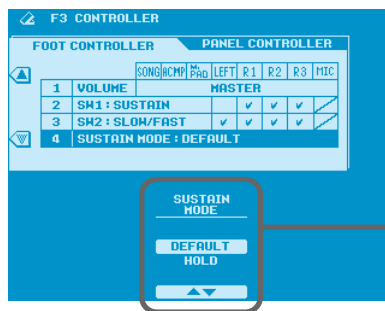 F3 CONTROLLER
FOOT CONTROLLER PANEL CONTROLLER
SONG ACMP M.PAD LEFT R1 R2 R3 MIC
1 VOLUME MASTER
2 SW1:SUSTAIN ✓ ✓ ✓
3 SW2:SLOW/FAST ✓ ✓ ✓ ✓
4 SUSTAIN MODE:DEFAULT
SUSTAIN
MODE
DEFAULT
HOLD
▲▼